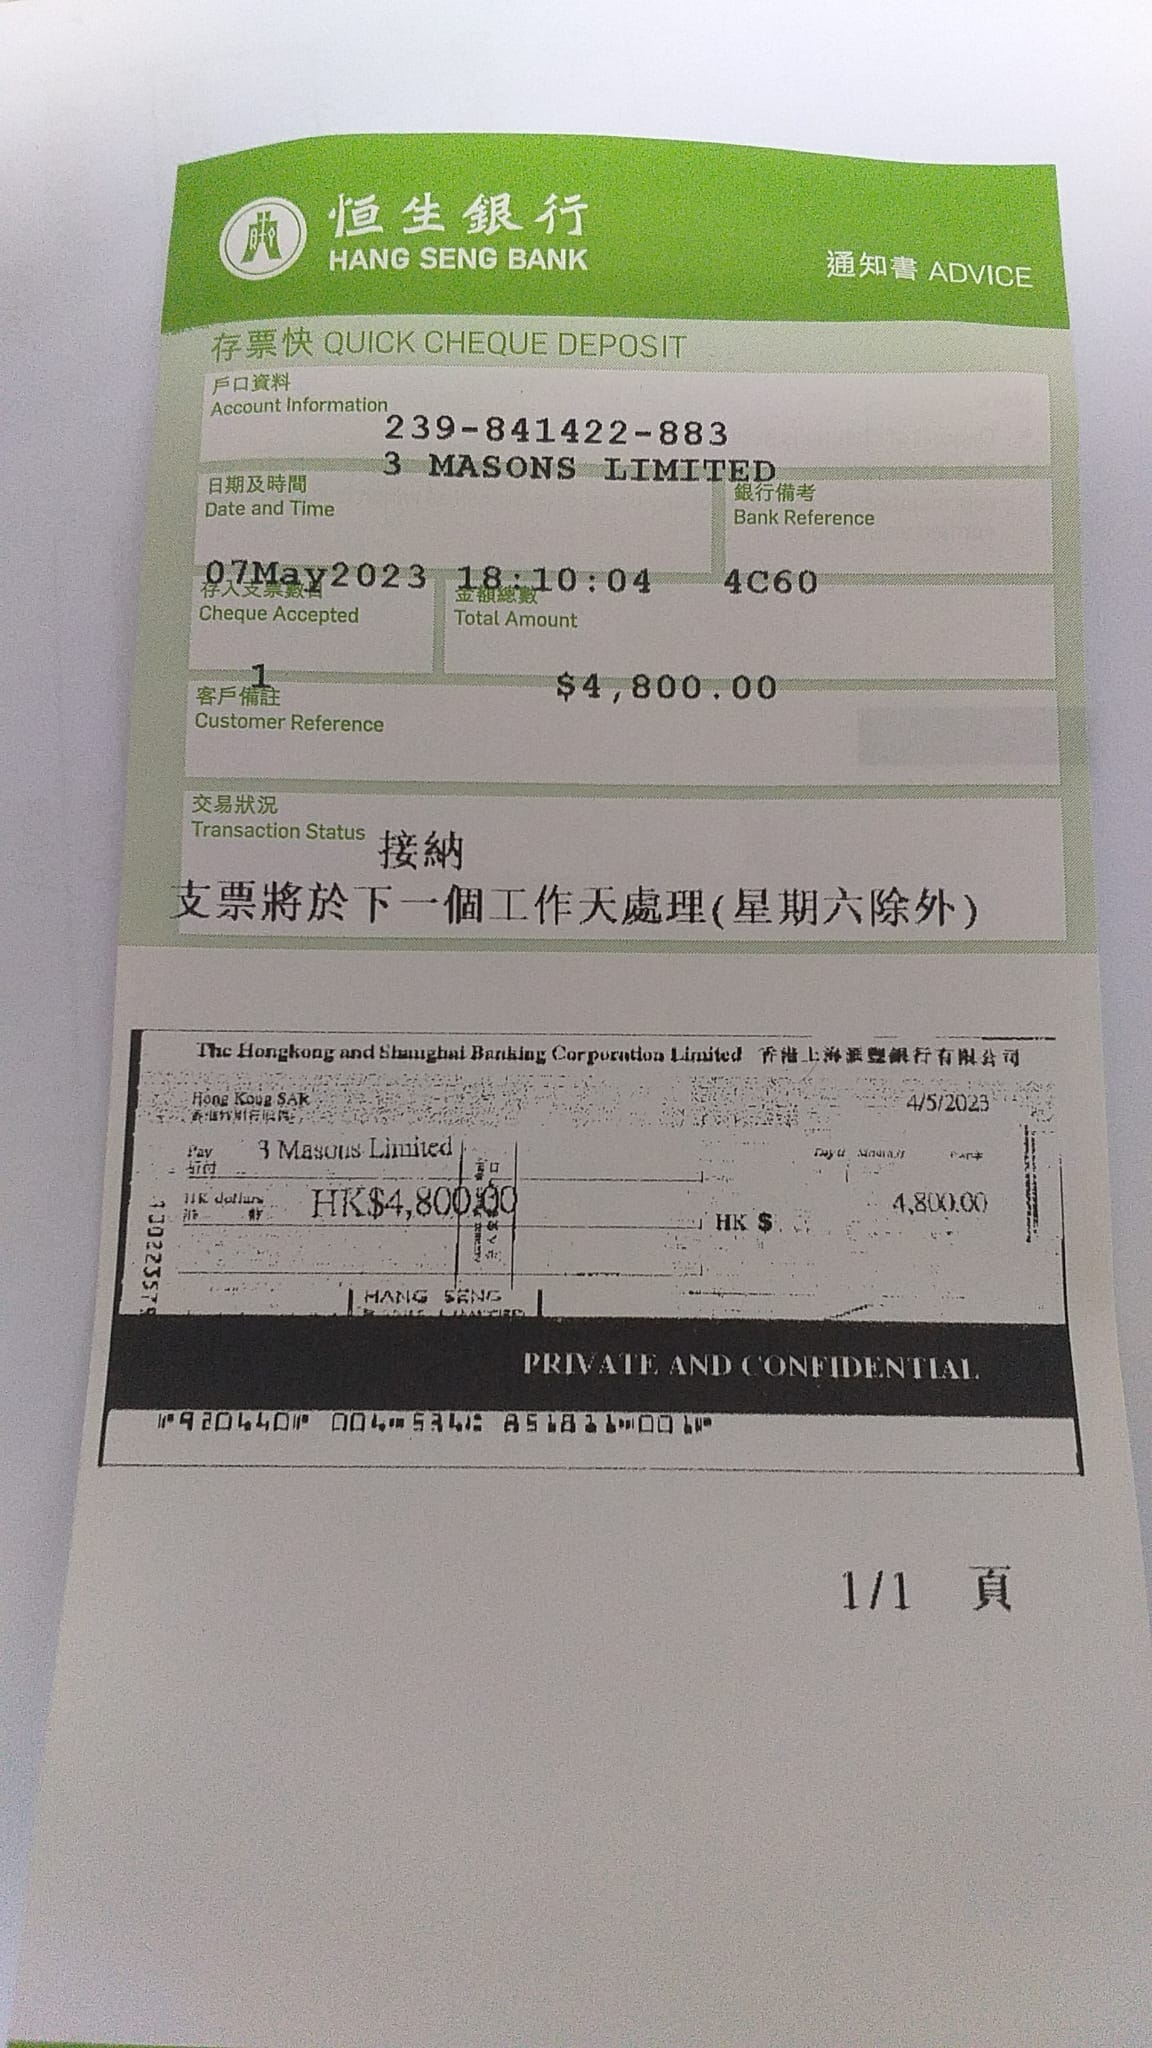 恒生銀行
HANG SENG BANK
通知書 ADVICE
存票快 QUICK CHEQUE DEPOSIT
戶口資料
Account Information
239-841422-883
3 MASONS LIMITED
日期及時間
Date and Time
銀行備考
Bank Reference
07May2023 18:10:04 4C60
存入支票數目
Cheque Accepted
金額總數
Total Amount
1
$4,800.00
客戶備註
Customer Reference
交易狀況
Transaction Status
接納
支票將於下一個工作天處理(星期六除外)
The Hongkong and Shanghai Banking Corporation Limited 香港上海滙豐銀行有限公司
Hong Kong SAR
4/5/2023
Pay 3 Masons Limited
HK dollars HK$4,800.00
HK $ 4,800.00
HANG SENG
PRIVATE AND CONFIDENTIAL
1/1 頁